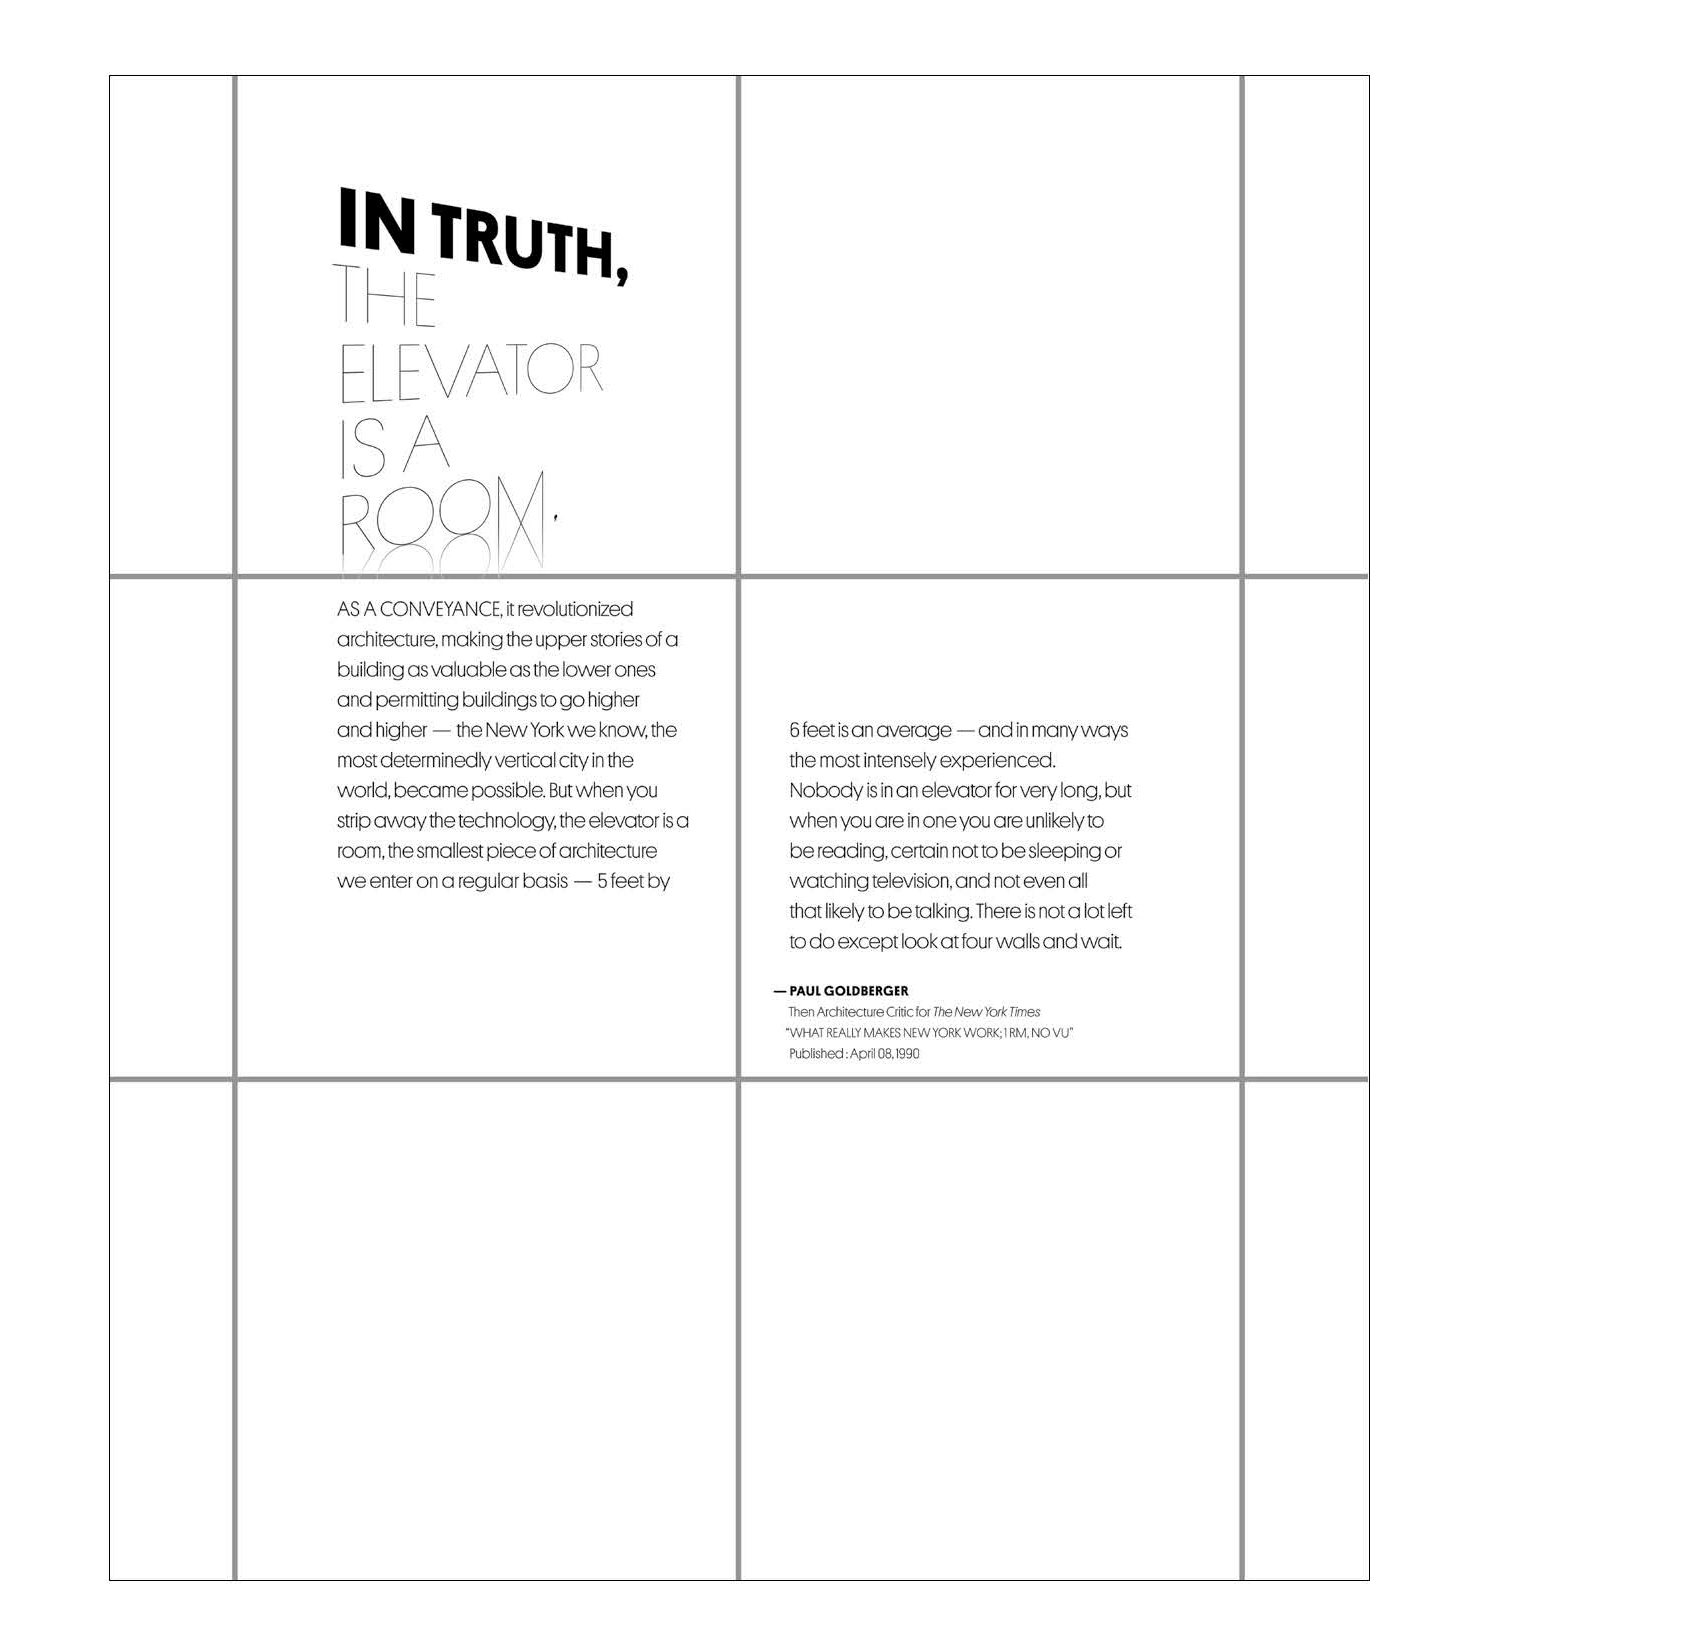 IN TRUTH,
THE
ELEVATOR
IS A
ROOM.
AS A CONVEYANCE, it revolutionized
architecture, making the upper stories of a
building as valuable as the lower ones
and permitting buildings to go higher
and higher — the New York we know, the
most determinedly vertical city in the
world, became possible. But when you
strip away the technology, the elevator is a
room, the smallest piece of architecture
we enter on a regular basis — 5 feet by
6 feet is an average — and in many ways
the most intensely experienced.
Nobody is in an elevator for very long, but
when you are in one you are unlikely to
be reading, certain not to be sleeping or
watching television, and not even all
that likely to be talking. There is not a lot left
to do except look at four walls and wait.
— PAUL GOLDBERGER
Then Architecture Critic for The New York Times
“WHAT REALLY MAKES NEW YORK WORK; 1 RM, NO VU”
Published : April 08, 1990